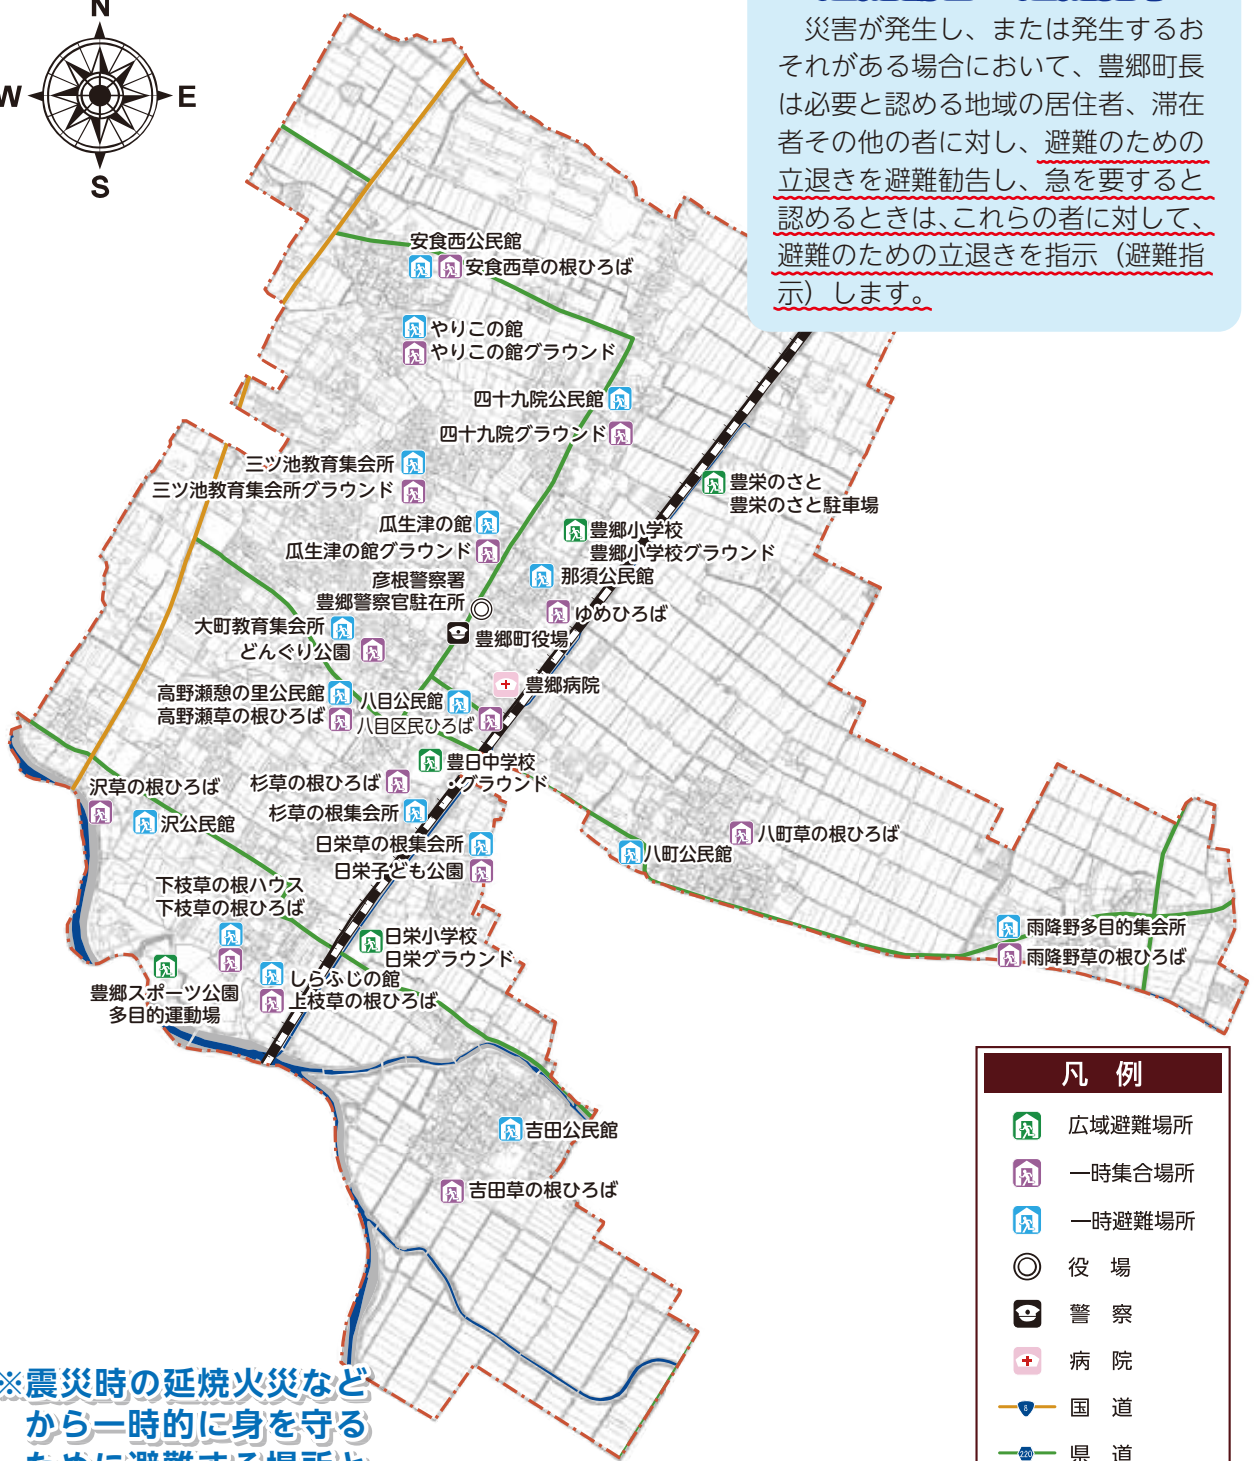 N
W
E
S
災害が発生し、または発生するお
それがある場合において、豊郷町長
は必要と認める地域の居住者、滞在
者その他の者に対し、避難のための
立退きを避難勧告し、急を要すると
認めるときは、これらの者に対して、
避難のための立退きを指示（避難指
示）します。
安食西公民館
安食西草の根ひろば
やりこの館
やりこの館グラウンド
四十九院公民館
四十九院グラウンド
三ツ池教育集会所
三ツ池教育集会所グラウンド
豊栄のさと
豊栄のさと駐車場
瓜生津の館
瓜生津の館グラウンド
豊郷小学校
豊郷小学校グラウンド
那須公民館
彦根警察署
豊郷警察官駐在所
ゆめひろば
大町教育集会所
どんぐり公園
豊郷町役場
豊郷病院
高野瀬憩の里公民館
高野瀬草の根ひろば
八目公民館
八目区民ひろば
豊日中学校
・グラウンド
沢草の根ひろば
沢公民館
杉草の根ひろば
杉草の根集会所
日栄草の根集会所
日栄子ども公園
八町草の根ひろば
八町公民館
下枝草の根ハウス
下枝草の根ひろば
日栄小学校
日栄グラウンド
雨降野多目的集会所
雨降野草の根ひろば
しらふじの館
上枝草の根ひろば
豊郷スポーツ公園
多目的運動場
吉田公民館
吉田草の根ひろば
凡 例
広域避難場所
一時集合場所
一時避難場所
役 場
警 察
病 院
8
国 道
220
県 道
※震災時の延焼火災など
から一時的に身を守る
ために避難する場所と